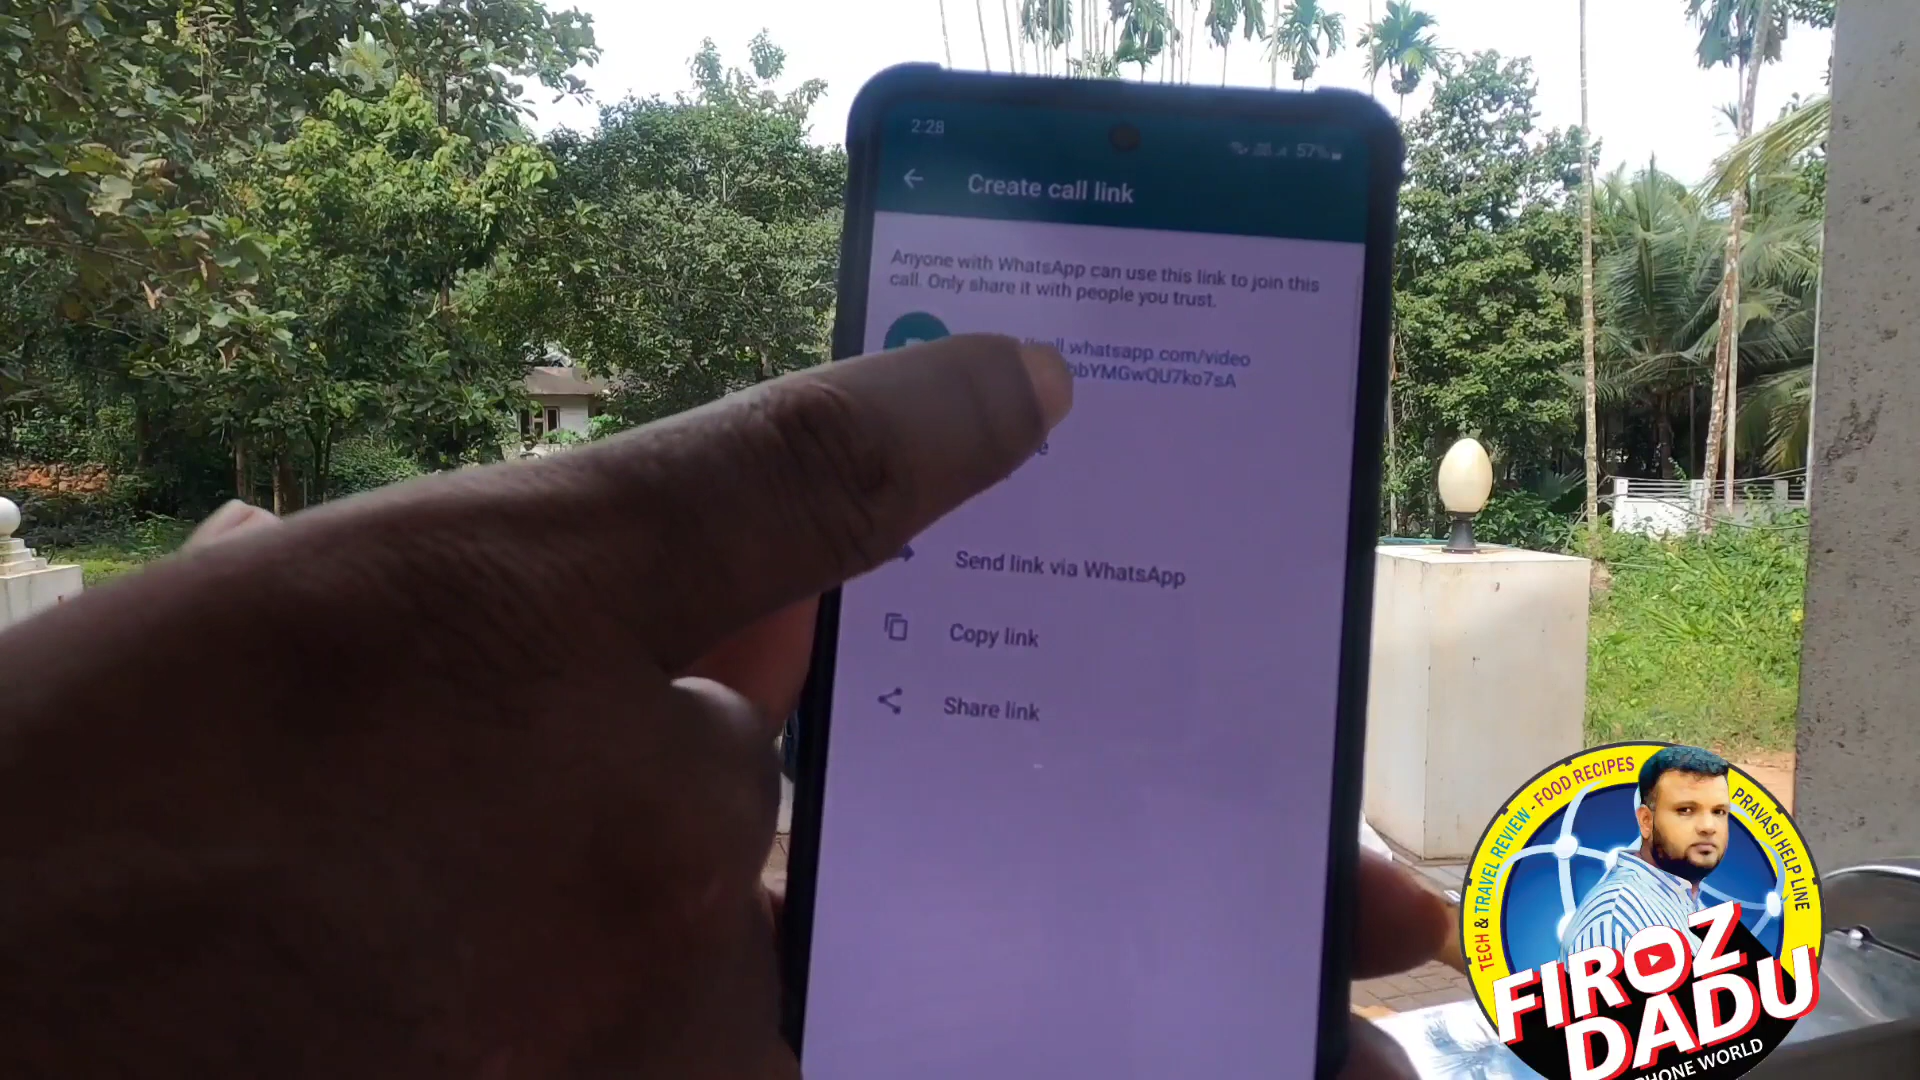 2:28
57%
Create call link
Anyone with WhatsApp can use this link to join this
call. Only share it with people you trust.
call.whatsapp.com/video
bYMGwQU7ko7sA
e
Send link via WhatsApp
Copy link
Share link
TECH & TRAVEL REVIEW - FOOD RECIPES
PRAVASI HELP LINE
FIROZ
DADU
PHONE WORLD